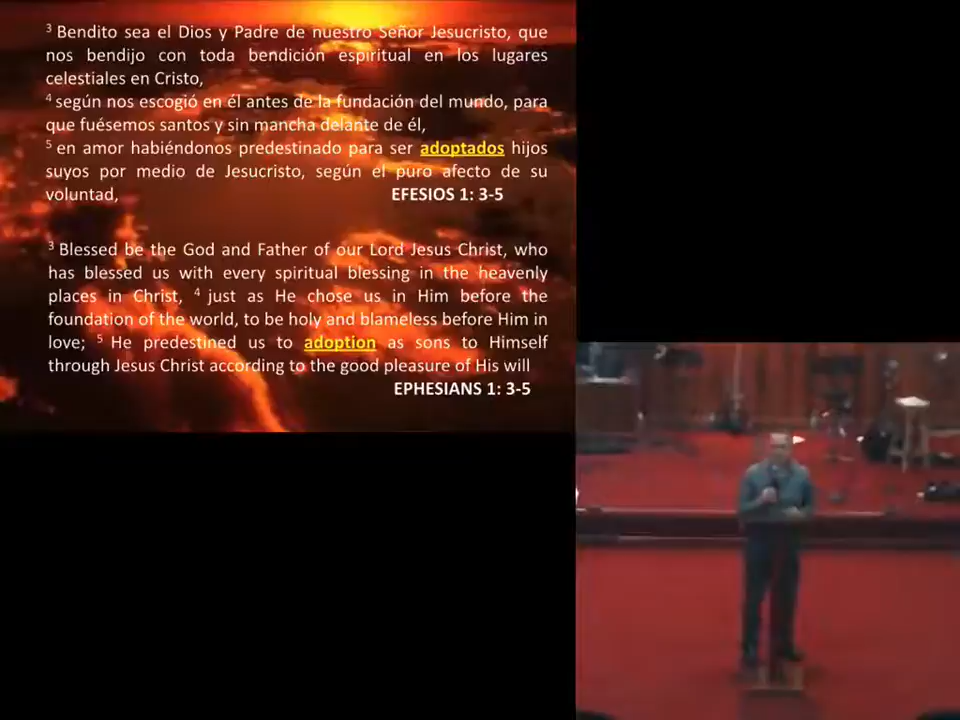 3 Bendito sea el Dios y Padre de nuestro Señor Jesucristo, que
nos bendijo con toda bendición espiritual en los lugares
celestiales en Cristo,
4 según nos escogió en él antes de la fundación del mundo, para
que fuésemos santos y sin mancha delante de él,
5 en amor habiéndonos predestinado para ser adoptados hijos
suyos por medio de Jesucristo, según el puro afecto de su
voluntad, EFESIOS 1: 3-5
3 Blessed be the God and Father of our Lord Jesus Christ, who
has blessed us with every spiritual blessing in the heavenly
places in Christ, 4 just as He chose us in Him before the
foundation of the world, to be holy and blameless before Him in
love; 5 He predestined us to adoption as sons to Himself
through Jesus Christ according to the good pleasure of His will
EPHESIANS 1: 3-5